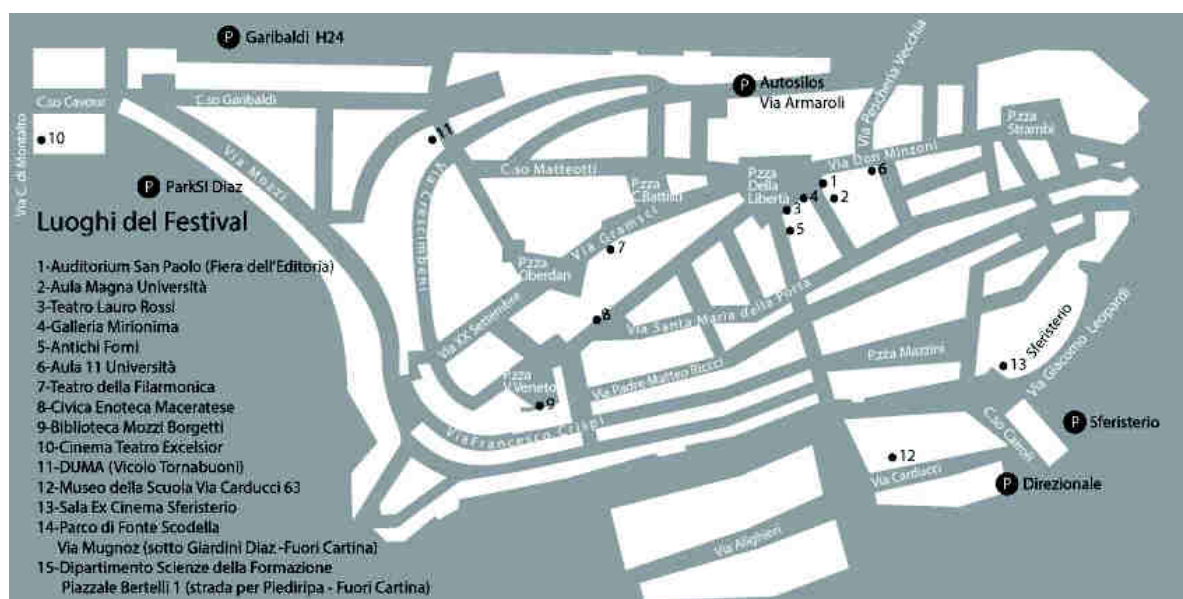 P Garibaldi H24
P Autosilos
Via Armaroli
Via Pescheria Vecchia
C.so Cavour
C.so Garibaldi
P.zza
Strambi
11
10
Via C. di Montalto
Via Mozzi
Via Crescimbeni
C.so Matteotti
Via Don Minzoni
P.zza
Della
Libertà
6
1
4
2
3
5
P ParkSI Diaz
P.zza
C.Battisti
Via Gramsci
7
P.zza
Oberdan
Via XX Settembre
8
Via Santa Maria della Porta
P.zza Mazzini
13
Sferisterio
Via Giacomo Leopardi
P.zza
V.Veneto
9
Via Padre Matteo Ricci
Via Francesco Crispi
C.so Cairoli
P Sferisterio
12
Via Carducci
P Direzionale
Via Alighieri
Luoghi del Festival
1-Auditorium San Paolo (Fiera dell'Editoria)
2-Aula Magna Università
3-Teatro Lauro Rossi
4-Galleria Mirionima
5-Antichi Forni
6-Aula 11 Università
7-Teatro della Filarmonica
8-Civica Enoteca Maceratese
9-Biblioteca Mozzi Borgetti
10-Cinema Teatro Excelsior
11-DUMA (Vicolo Tornabuoni)
12-Museo della Scuola Via Carducci 63
13-Sala Ex Cinema Sferisterio
14-Parco di Fonte Scodella
Via Mugnoz (sotto Giardini Diaz -Fuori Cartina)
15-Dipartimento Scienze della Formazione
Piazzale Bertelli 1 (strada per Piediripa - Fuori Cartina)